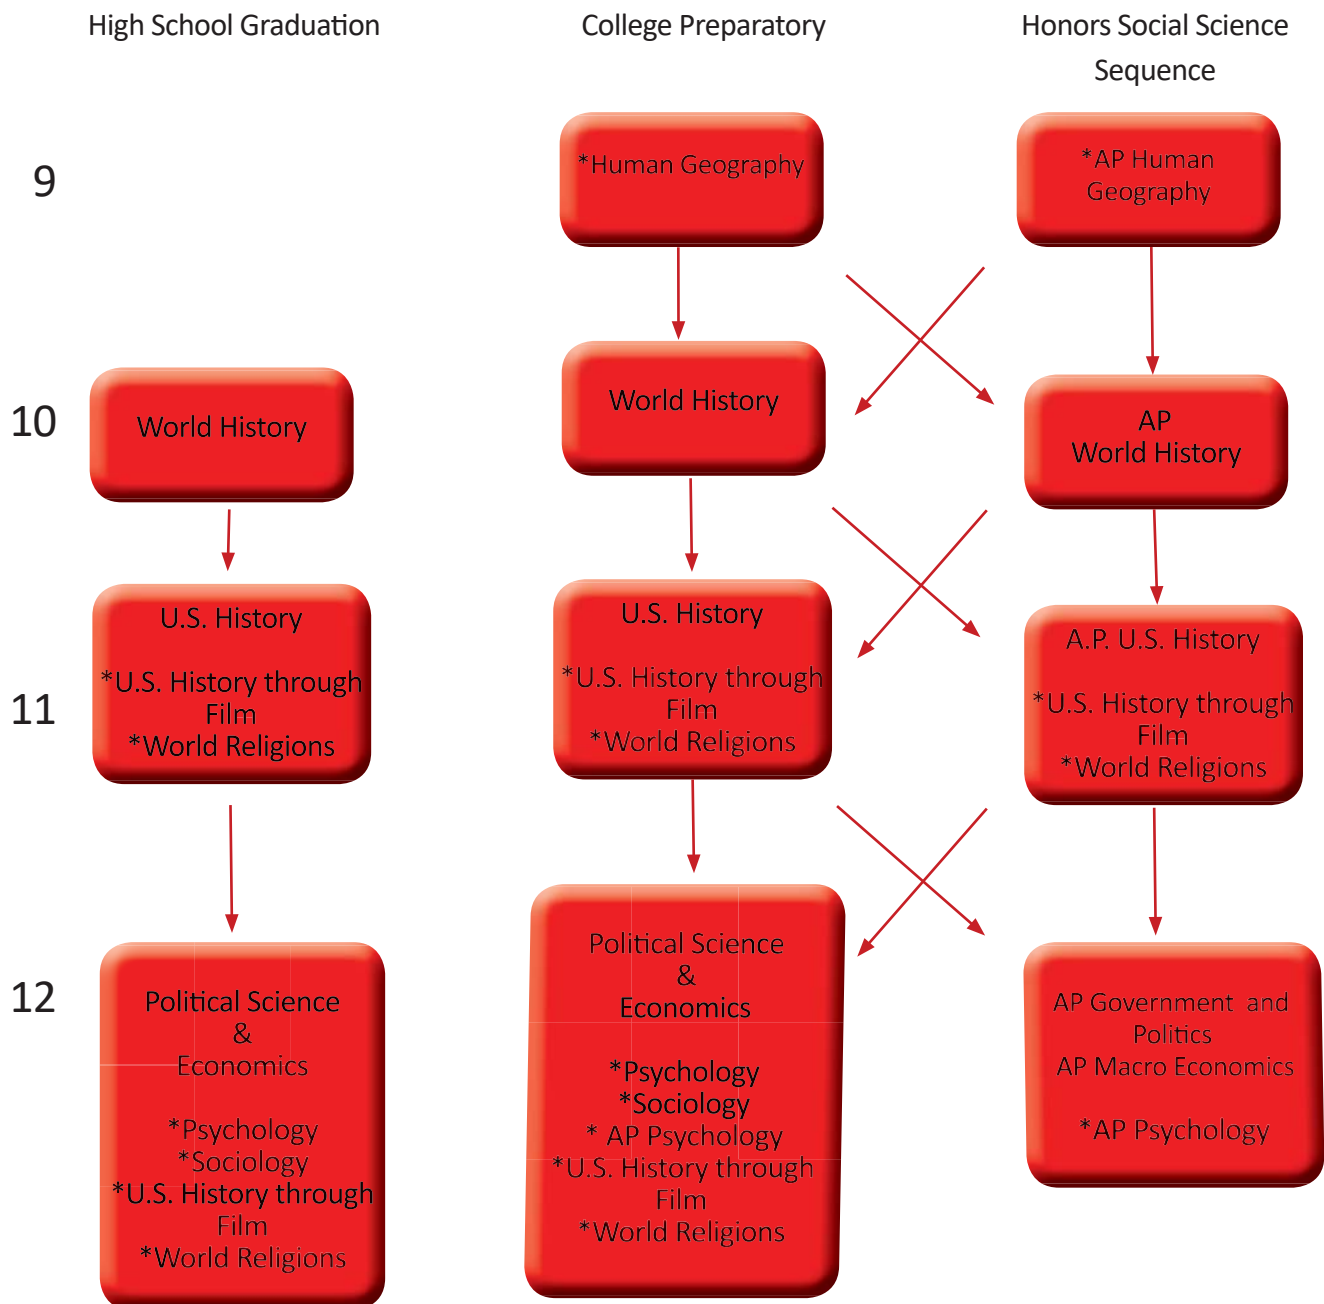 High School Graduation
College Preparatory
Honors Social Science
Sequence
9
*Human Geography
*AP Human
Geography
10
World History
World History
AP
World History
11
U.S. History
*U.S. History through
Film
*World Religions
U.S. History
*U.S. History through
Film
*World Religions
A.P. U.S. History
*U.S. History through
Film
*World Religions
12
Political Science
&
Economics
*Psychology
*Sociology
*U.S. History through
Film
*World Religions
Political Science
&
Economics
*Psychology
*Sociology
* AP Psychology
*U.S. History through
Film
*World Religions
AP Government and
Politics
AP Macro Economics
*AP Psychology